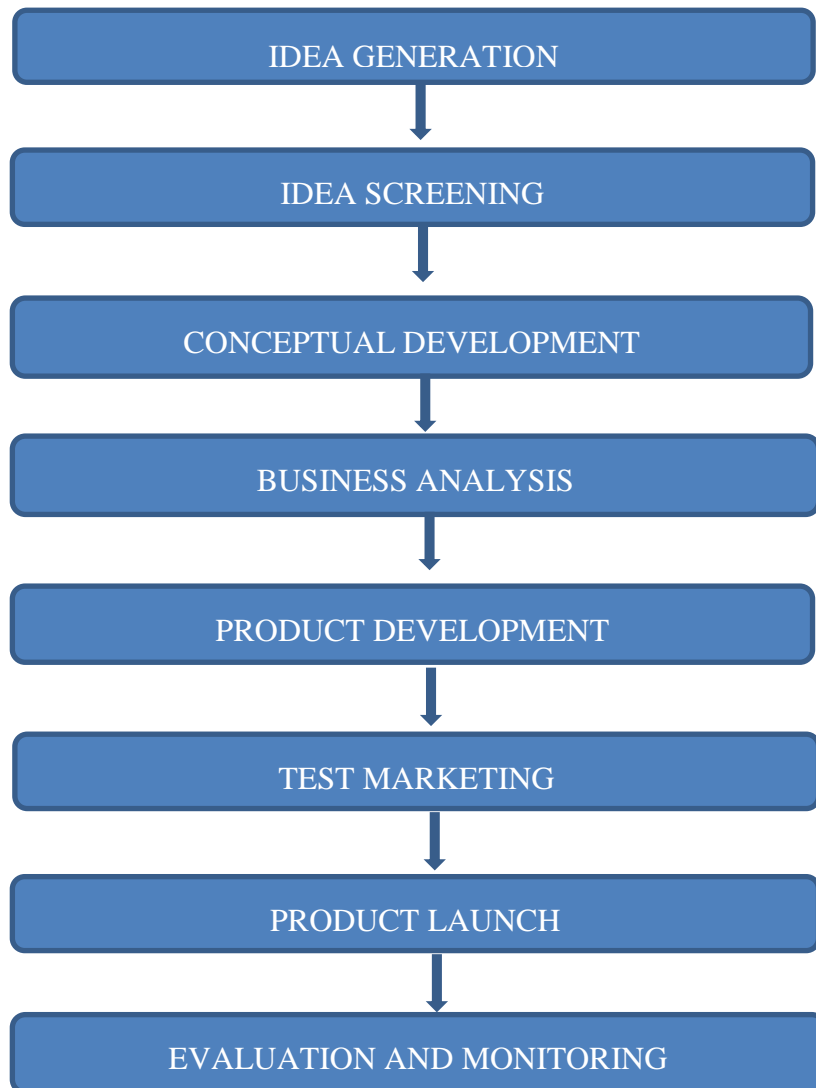 IDEA GENERATION
IDEA SCREENING
CONCEPTUAL DEVELOPMENT
BUSINESS ANALYSIS
PRODUCT DEVELOPMENT
TEST MARKETING
PRODUCT LAUNCH
EVALUATION AND MONITORING